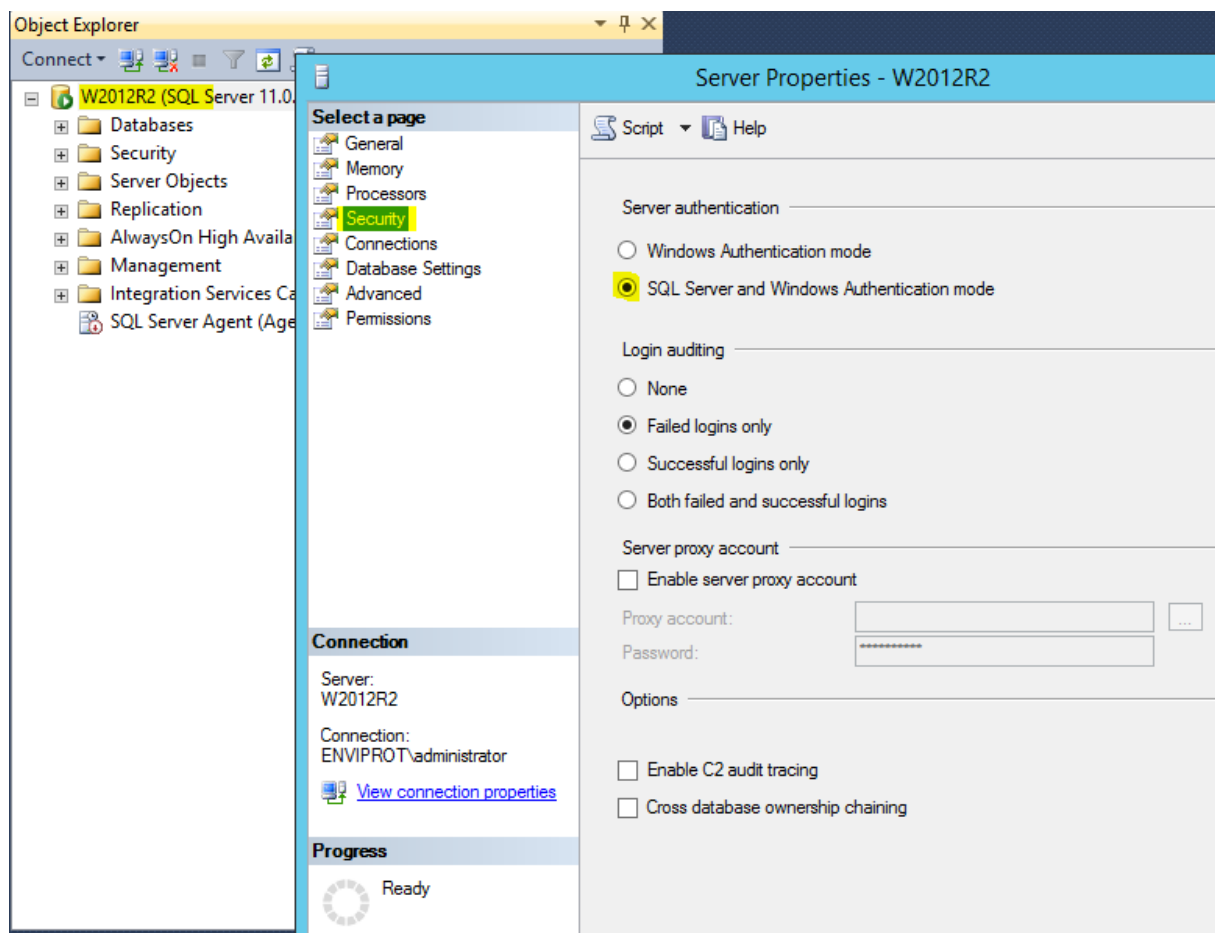 Object Explorer
Connect
W2012R2 (SQL Server 11.0.
Databases
Security
Server Objects
Replication
AlwaysOn High Availa
Management
Integration Services Ca
SQL Server Agent (Age
Server Properties - W2012R2
Select a page
General
Memory
Processors
Security
Connections
Database Settings
Advanced
Permissions
Connection
Server:
W2012R2
Connection:
ENVIPROT\administrator
View connection properties
Progress
Ready
Script
Help
Server authentication
Windows Authentication mode
SQL Server and Windows Authentication mode
Login auditing
None
Failed logins only
Successful logins only
Both failed and successful logins
Server proxy account
Enable server proxy account
Proxy account:
...
Password:
**********
Options
Enable C2 audit tracing
Cross database ownership chaining